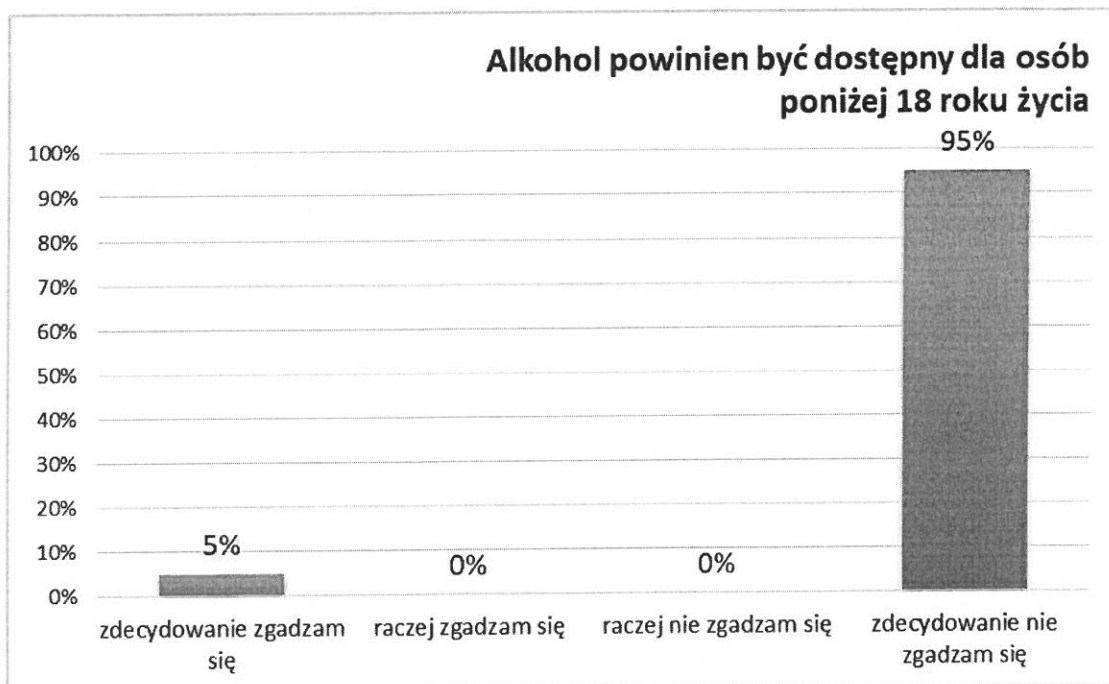 Alkohol powinien być dostępny dla osób
poniżej 18 roku życia
95%
100%
90%
80%
70%
60%
50%
40%
30%
20%
10%
0%
5%
0%
0%
zdecydowanie zgadzam
się
raczej zgadzam się
raczej nie zgadzam się
zdecydowanie nie
zgadzam się